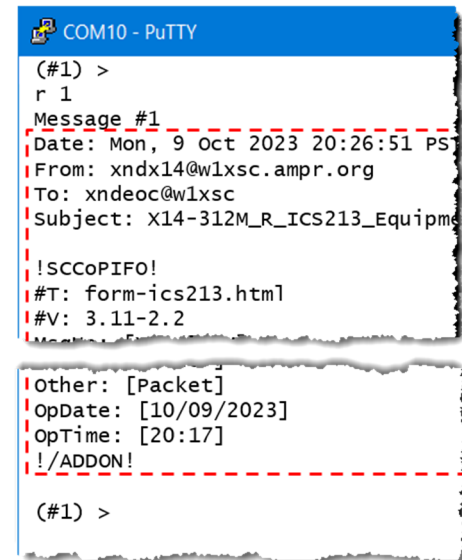 COM10 - PuTTY
(#1) >
r 1
Message #1
Date: Mon, 9 Oct 2023 20:26:51 PST
From: xndx14@w1xsc.ampr.org
To: xndeoc@w1xsc
Subject: X14-312M_R_ICS213_Equipme
!SCCoPIFO!
#T: form-ics213.html
#V: 3.11-2.2
Other: [Packet]
OpDate: [10/09/2023]
OpTime: [20:17]
!/ADDON!
(#1) >